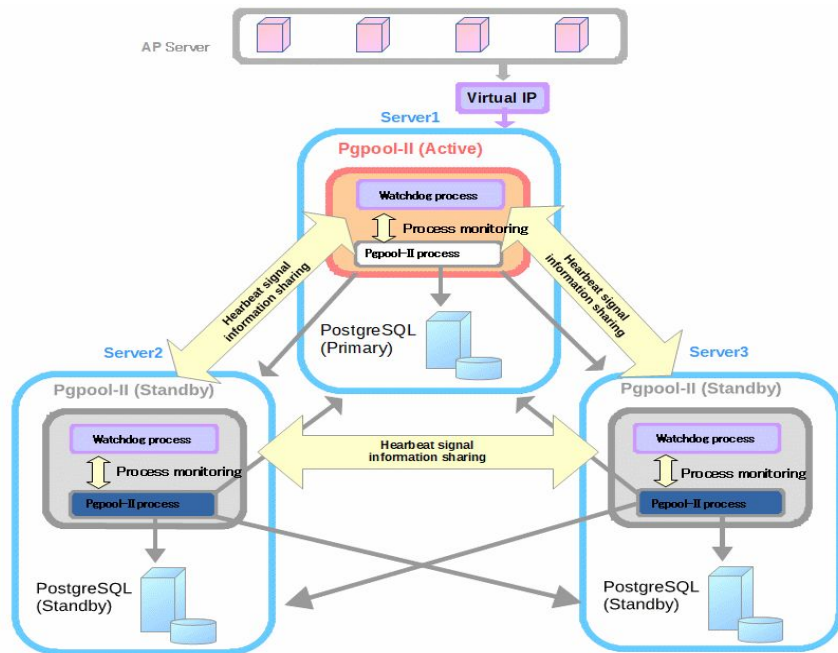 AP Server
Virtual IP
Server1
Pgpool-II (Active)
Watchdog process
Process monitoring
Pgpool-II process
Hearbeat signal
information sharing
Hearbeat signal
information sharing
PostgreSQL
(Primary)
Server2
Server3
Pgpool-II (Standby)
Watchdog process
Process monitoring
Pgpool-II process
PostgreSQL
(Standby)
Hearbeat signal
information sharing
Pgpool-II (Standby)
Watchdog process
Process monitoring
Pgpool-II process
PostgreSQL
(Standby)